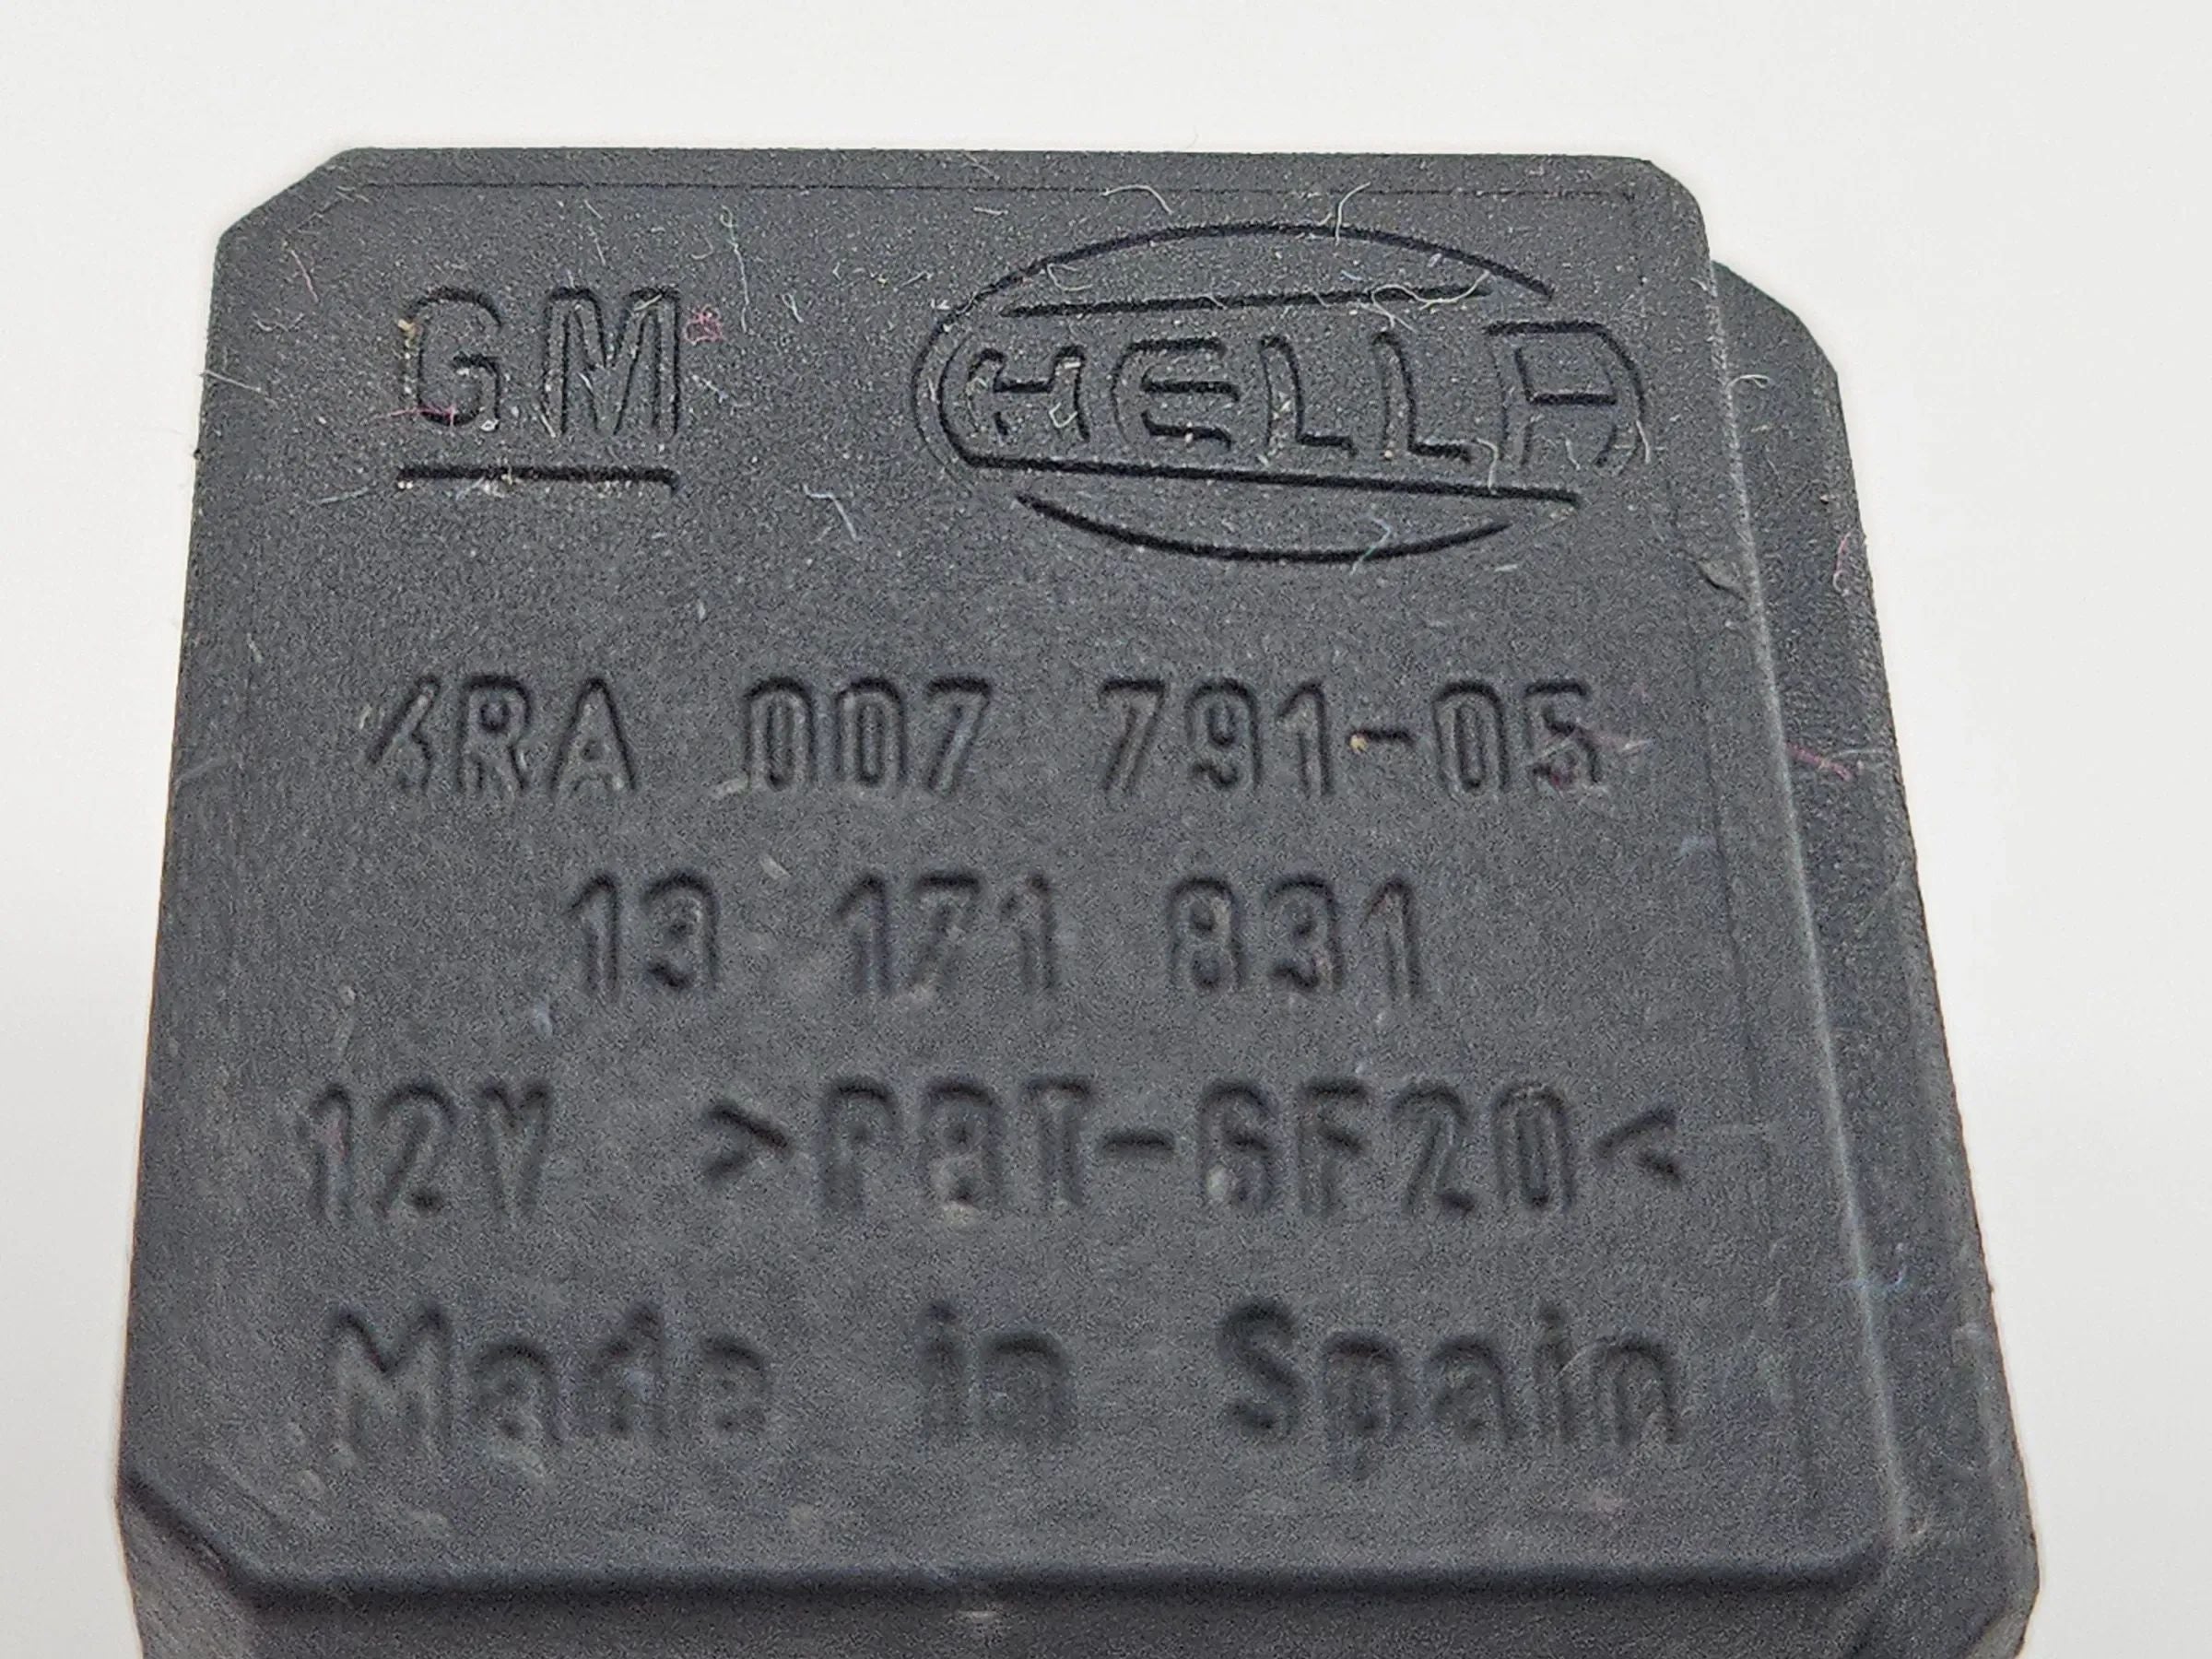 GM HELLA
4RA 007 791-05
13 171 831
12V >PBT-GF20<
Made in Spain